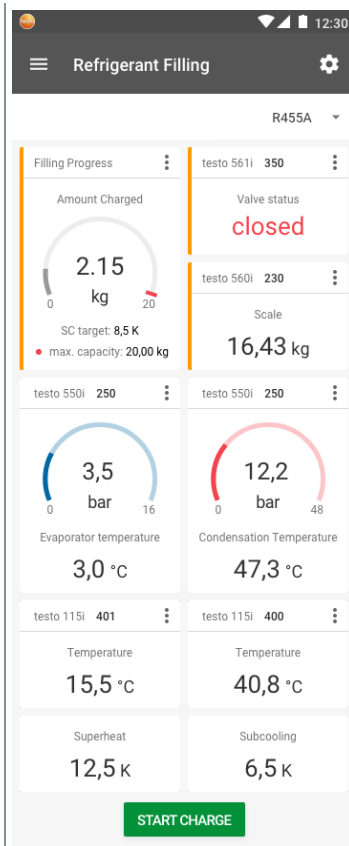 12:30
Refrigerant Filling
R455A
Filling Progress
Amount Charged
2.15
kg
0 20
SC target: 8,5 K
max. capacity: 20,00 kg
testo 561i 350
Valve status
closed
testo 560i 230
Scale
16,43 kg
testo 550i 250
3,5
bar
0 16
Evaporator temperature
3,0 °C
testo 550i 250
12,2
bar
0 48
Condensation Temperature
47,3 °C
testo 115i 401
Temperature
15,5 °C
testo 115i 400
Temperature
40,8 °C
Superheat
12,5 K
Subcooling
6,5 K
START CHARGE